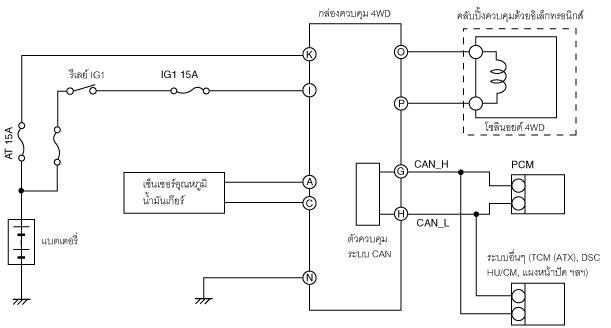 กล่องควบคุม 4WD
คลับปิ้งควบคุมด้วยอิเล็กทรอนิกส์
K
O
รีเลย์ IG1
IG1 15A
I
P
โซลินอยด์ 4WD
AT 15A
CAN_H
PCM
เซ็นเซอร์อุณหภูมิ
น้ำมันเกียร์
A
C
G
H
CAN_L
แบตเตอรี่
ตัวควบคุม
ระบบ CAN
N
ระบบอื่นๆ (TCM (ATX), DSC
HU/CM, แผงหน้าปัด ฯลฯ)